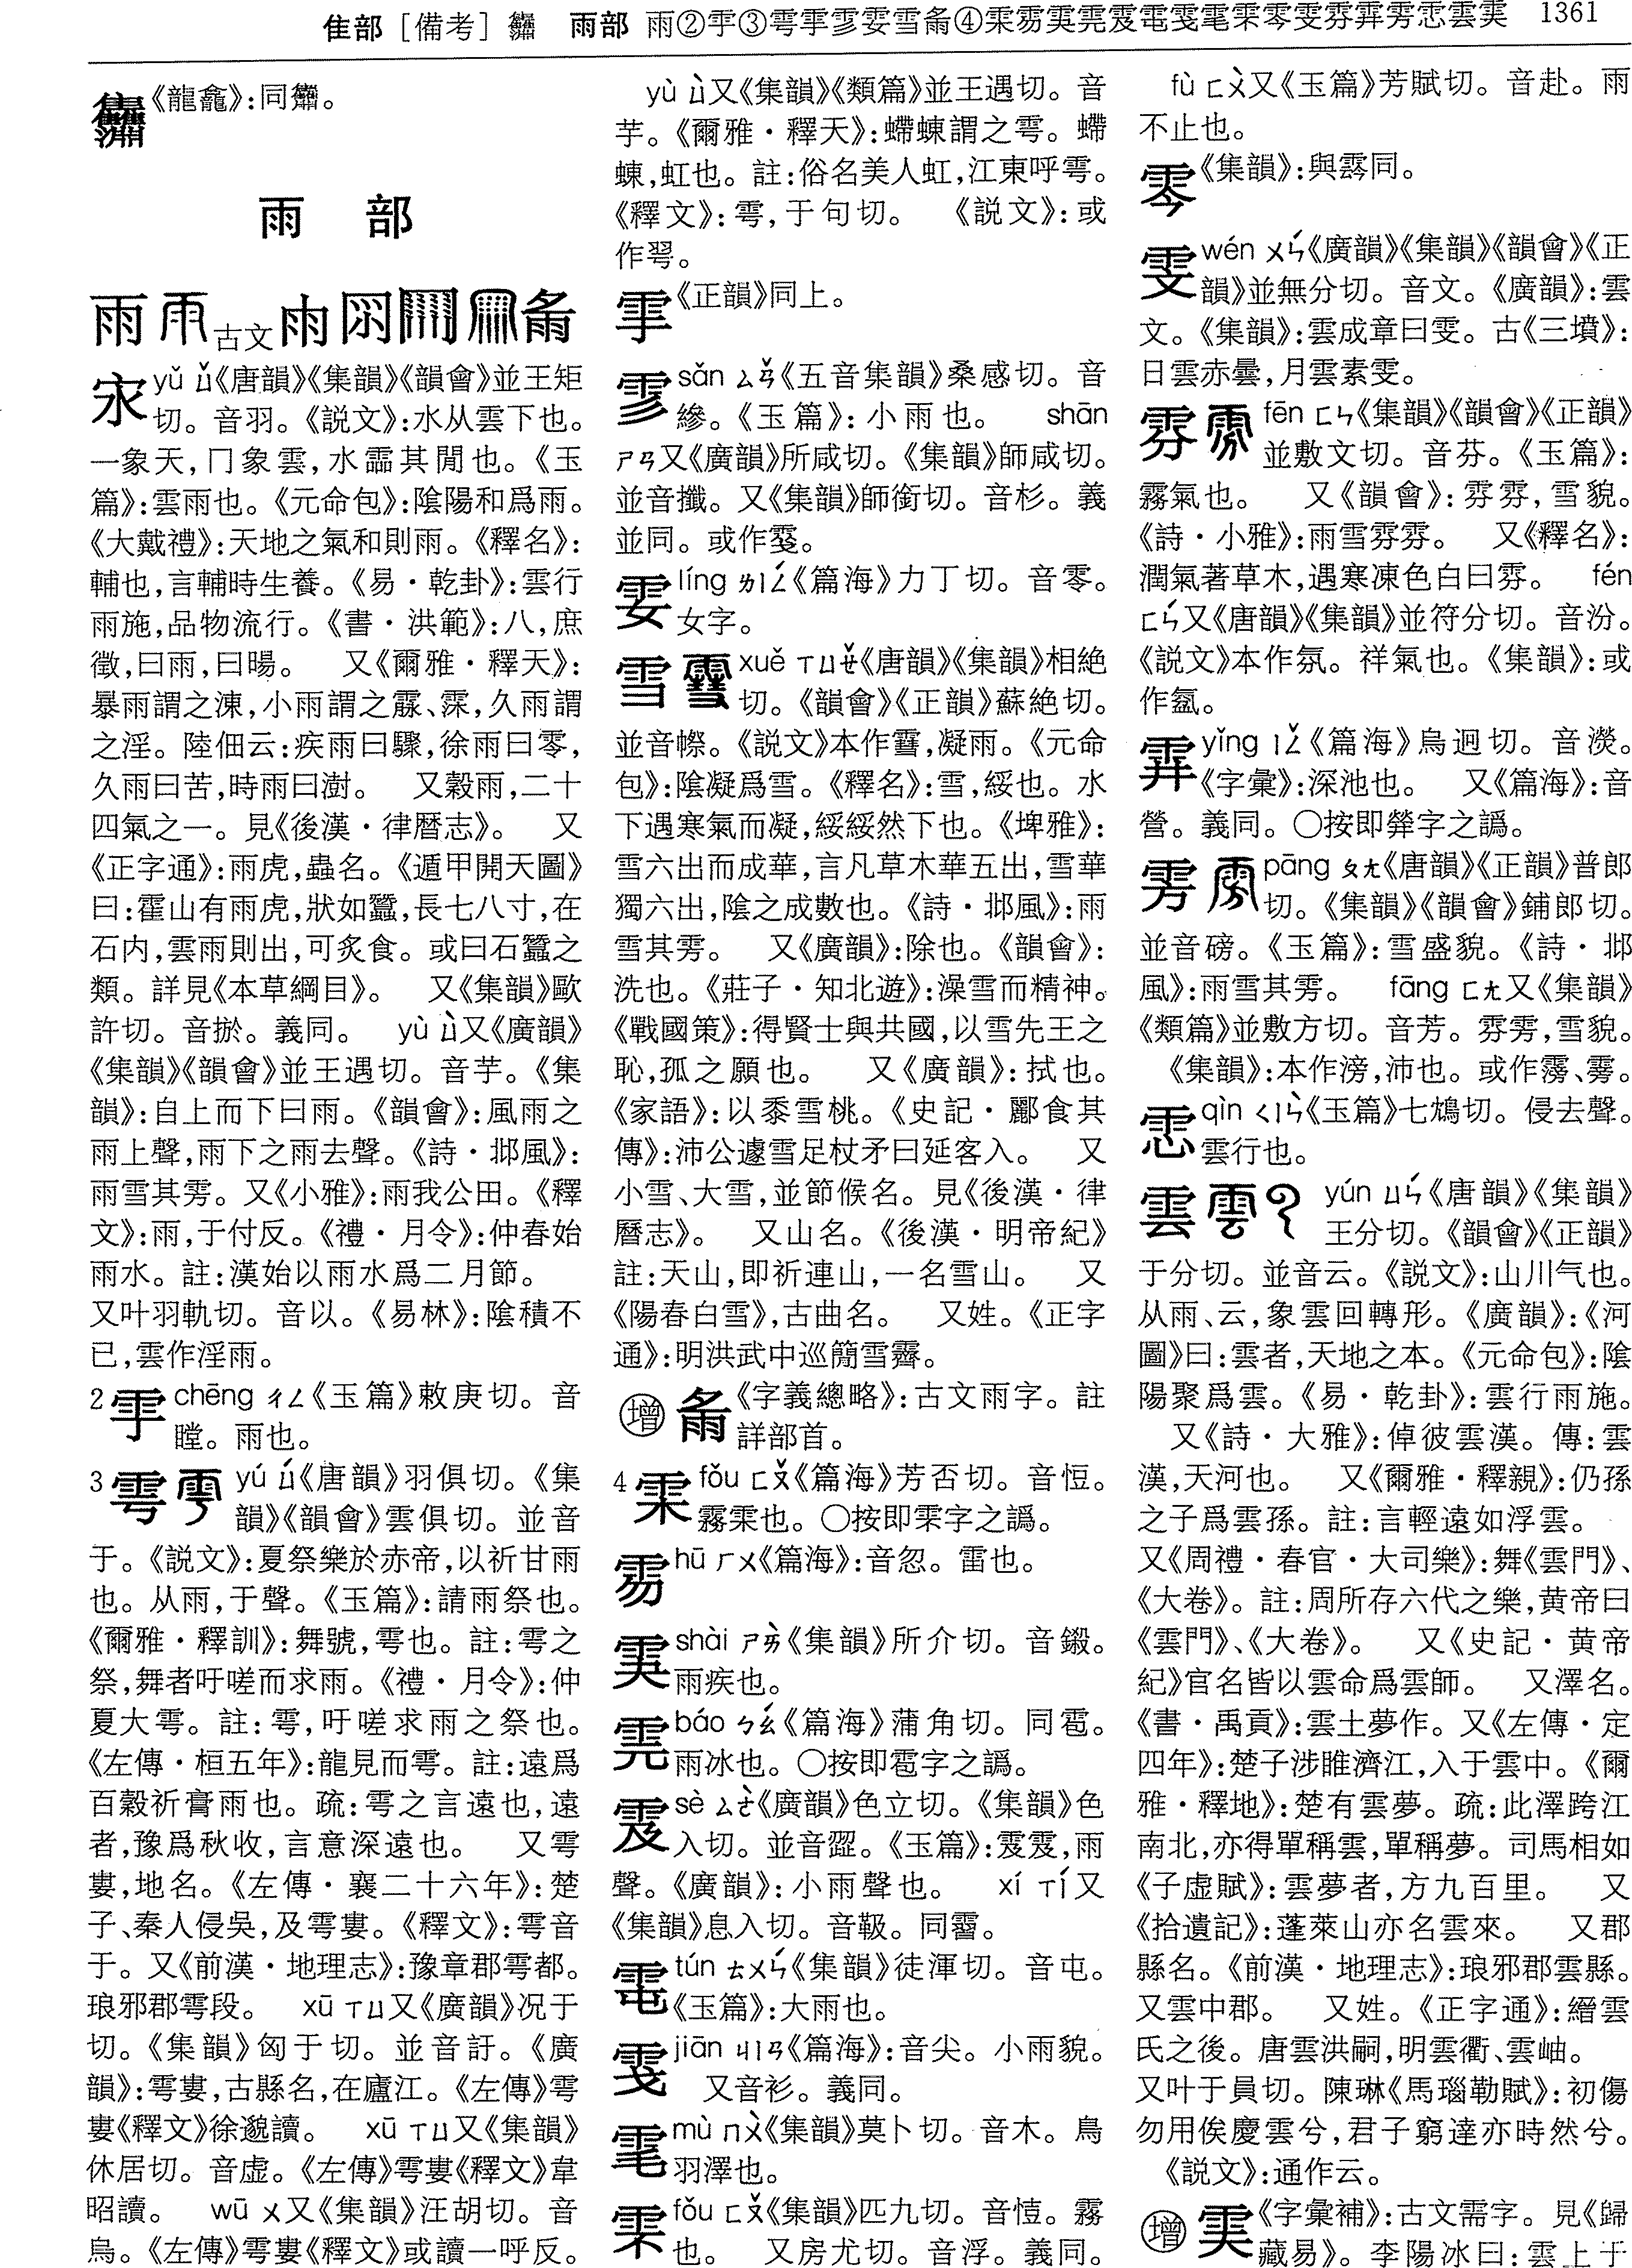 隹部 [備考] 雨部 雨②③雩雪④雲 1361
《龍龕》:同。
雨 部
雨 古文
yǔ ㄩˇ《唐韻》《集韻》《韻會》並王矩
切。音羽。《説文》:水从雲下也。
一象天,冂象雲,水霝其閒也。《玉
篇》:雲雨也。《元命包》:陰陽和爲雨。
《大戴禮》:天地之氣和則雨。《釋名》:
輔也,言輔時生養。《易·乾卦》:雲行
雨施,品物流行。《書·洪範》:八,庶
徵,曰雨,曰暘。 又《爾雅·釋天》:
暴雨謂之涷,小雨謂之霡、霂,久雨謂
之淫。陸佃云:疾雨曰驟,徐雨曰零,
久雨曰苦,時雨曰澍。 又穀雨,二十
四氣之一。見《後漢·律曆志》。 又
《正字通》:雨虎,蟲名。《遁甲開天圖》
曰:霍山有雨虎,狀如蠶,長七八寸,在
石内,雲雨則出,可炙食。或曰石蠶之
類。詳見《本草綱目》。 又《集韻》歐
許切。音㧁。義同。 yù ㄩˋ又《廣韻》
《集韻》《韻會》並王遇切。音芋。《集
韻》:自上而下曰雨。《韻會》:風雨之
雨上聲,雨下之雨去聲。《詩·邶風》:
雨雪其雱。又《小雅》:雨我公田。《釋
文》:雨,于付反。《禮·月令》:仲春始
雨水。註:漢始以雨水爲二月節。
又叶羽軌切。音以。《易林》:陰積不
已,雲作淫雨。
2 chēng ㄔㄥ《玉篇》敕庚切。音
瞠。雨也。
3 雩 yú ㄩˊ《唐韻》羽俱切。《集
韻》《韻會》雲俱切。並音
于。《説文》:夏祭樂於赤帝,以祈甘雨
也。从雨,于聲。《玉篇》:請雨祭也。
《爾雅·釋訓》:舞號,雩也。註:雩之
祭,舞者吁嗟而求雨。《禮·月令》:仲
夏大雩。註:雩,吁嗟求雨之祭也。
《左傳·桓五年》:龍見而雩。註:遠爲
百穀祈膏雨也。疏:雩之言遠也,遠
者,豫爲秋收,言意深遠也。 又雩
婁,地名。《左傳·襄二十六年》:楚
子、秦人侵吳,及雩婁。《釋文》:雩音
于。又《前漢·地理志》:豫章郡雩都。
琅邪郡雩段。 xū ㄒㄩ又《廣韻》况于
切。《集韻》匈于切。並音訏。《廣
韻》:雩婁,古縣名,在廬江。《左傳》雩
婁《釋文》徐邈讀。 xū ㄒㄩ又《集韻》
休居切。音虚。《左傳》雩婁《釋文》韋
昭讀。 wū ㄨ又《集韻》汪胡切。音
烏。《左傳》雩婁《釋文》或讀一呼反。
yù ㄩˋ又《集韻》《類篇》並王遇切。音
芋。《爾雅·釋天》:螮蝀謂之雩。螮
蝀,虹也。註:俗名美人虹,江東呼雩。
《釋文》:雩,于句切。 《説文》:或
作䨒。
《正韻》同上。
sǎn ㄙㄢˇ《五音集韻》桑感切。音
糝。《玉篇》:小雨也。 shān
ㄕㄢ又《廣韻》所咸切。《集韻》師咸切。
並音攕。又《集韻》師銜切。音杉。義
並同。或作䨘。
líng ㄌㄧㄥˊ《篇海》力丁切。音零。
女字。
雪 xuě ㄒㄩㄝˇ《唐韻》《集韻》相絶
切。《韻會》《正韻》蘇絶切。
並音㡜。《説文》本作䨮,凝雨。《元命
包》:陰凝爲雪。《釋名》:雪,綏也。水
下遇寒氣而凝,綏綏然下也。《埤雅》:
雪六出而成華,言凡草木華五出,雪華
獨六出,陰之成數也。《詩·邶風》:雨
雪其雱。 又《廣韻》:除也。《韻會》:
洗也。《莊子·知北遊》:澡雪而精神。
《戰國策》:得賢士與共國,以雪先王之
恥,孤之願也。 又《廣韻》:拭也。
《家語》:以黍雪桃。《史記·酈食其
傳》:沛公遽雪足杖矛曰延客入。 又
小雪、大雪,並節候名。見《後漢·律
曆志》。 又山名。《後漢·明帝紀》
註:天山,即祈連山,一名雪山。 又
《陽春白雪》,古曲名。 又姓。《正字
通》:明洪武中巡簡雪霽。
增 《字義總略》:古文雨字。註
詳部首。
4 fǒu ㄈㄡˇ《篇海》芳否切。音恒。
霧也。〇按即䨔字之譌。
hū ㄏㄨ《篇海》:音忽。雷也。
shài ㄕㄞˋ《集韻》所介切。音鎩。
雨疾也。
báo ㄅㄠˊ《篇海》蒲角切。同雹。
雨冰也。〇按即雹字之譌。
sè ㄙㄜˋ《廣韻》色立切。《集韻》色
入切。並音澀。《玉篇》:雨
聲。《廣韻》:小雨聲也。 xí ㄒㄧˊ又
《集韻》息入切。音靸。同霫。
tún ㄊㄨㄣˊ《集韻》徒渾切。音屯。
《玉篇》:大雨也。
jiān ㄐㄧㄢ《篇海》:音尖。小雨貌。
又音衫。義同。
mù ㄇㄨˋ《集韻》莫卜切。音木。鳥
羽澤也。
fǒu ㄈㄡˇ《集韻》匹九切。音㤱。霧
也。 又房尤切。音浮。義同。
fù ㄈㄨˋ又《玉篇》芳賦切。音赴。雨
不止也。
《集韻》:與霠同。
雯 wén ㄨㄣˊ《廣韻》《集韻》《韻會》《正
韻》並無分切。音文。《廣韻》:雲
文。《集韻》:雲成章曰雯。古《三墳》:
日雲赤曇,月雲素雯。
雰 fēn ㄈㄣ《集韻》《韻會》《正韻》
並敷文切。音芬。《玉篇》:
霧氣也。 又《韻會》:雰雰,雪貌。
《詩·小雅》:雨雪雰雰。 又《釋名》:
潤氣著草木,遇寒凍色白曰雰。 fén
ㄈㄣˊ又《唐韻》《集韻》並符分切。音汾。
《説文》本作氛。祥氣也。《集韻》:或
作氳。
yǐng ㄧㄥˇ《篇海》烏迥切。音濙。
《字彙》:深池也。 又《篇海》:音
營。義同。〇按即字之譌。
雱 pāng ㄆㄤ《唐韻》《正韻》普郎
切。《集韻》《韻會》鋪郎切。
並音磅。《玉篇》:雪盛貌。《詩·邶
風》:雨雪其雱。 fāng ㄈㄤ又《集韻》
《類篇》並敷方切。音芳。雰雱,雪貌。
《集韻》:本作滂,沛也。或作霶、雾。
qìn ㄑㄧㄣˋ《玉篇》七鴆切。侵去聲。
雲行也。
雲 yún ㄩㄣˊ《唐韻》《集韻》
王分切。《韻會》《正韻》
于分切。並音云。《説文》:山川气也。
从雨、云,象雲回轉形。《廣韻》:《河
圖》曰:雲者,天地之本。《元命包》:陰
陽聚爲雲。《易·乾卦》:雲行雨施。
又《詩·大雅》:倬彼雲漢。傳:雲
漢,天河也。 又《爾雅·釋親》:仍孫
之子爲雲孫。註:言輕遠如浮雲。
又《周禮·春官·大司樂》:舞《雲門》、
《大卷》。註:周所存六代之樂,黄帝曰
《雲門》、《大卷》。 又《史記·黄帝
紀》官名皆以雲命爲雲師。 又澤名。
《書·禹貢》:雲土夢作。又《左傳·定
四年》:楚子涉睢濟江,入于雲中。《爾
雅·釋地》:楚有雲夢。疏:此澤跨江
南北,亦得單稱雲,單稱夢。司馬相如
《子虚賦》:雲夢者,方九百里。 又
《拾遺記》:蓬萊山亦名雲來。 又郡
縣名。《前漢·地理志》:琅邪郡雲縣。
又雲中郡。 又姓。《正字通》:縉雲
氏之後。唐雲洪嗣,明雲衢、雲岫。
又叶于員切。陳琳《馬瑙勒賦》:初傷
勿用俟慶雲兮,君子窮達亦時然兮。
《説文》:通作云。
增 《字彙補》:古文需字。見《歸
藏易》。李陽冰曰:雲上于